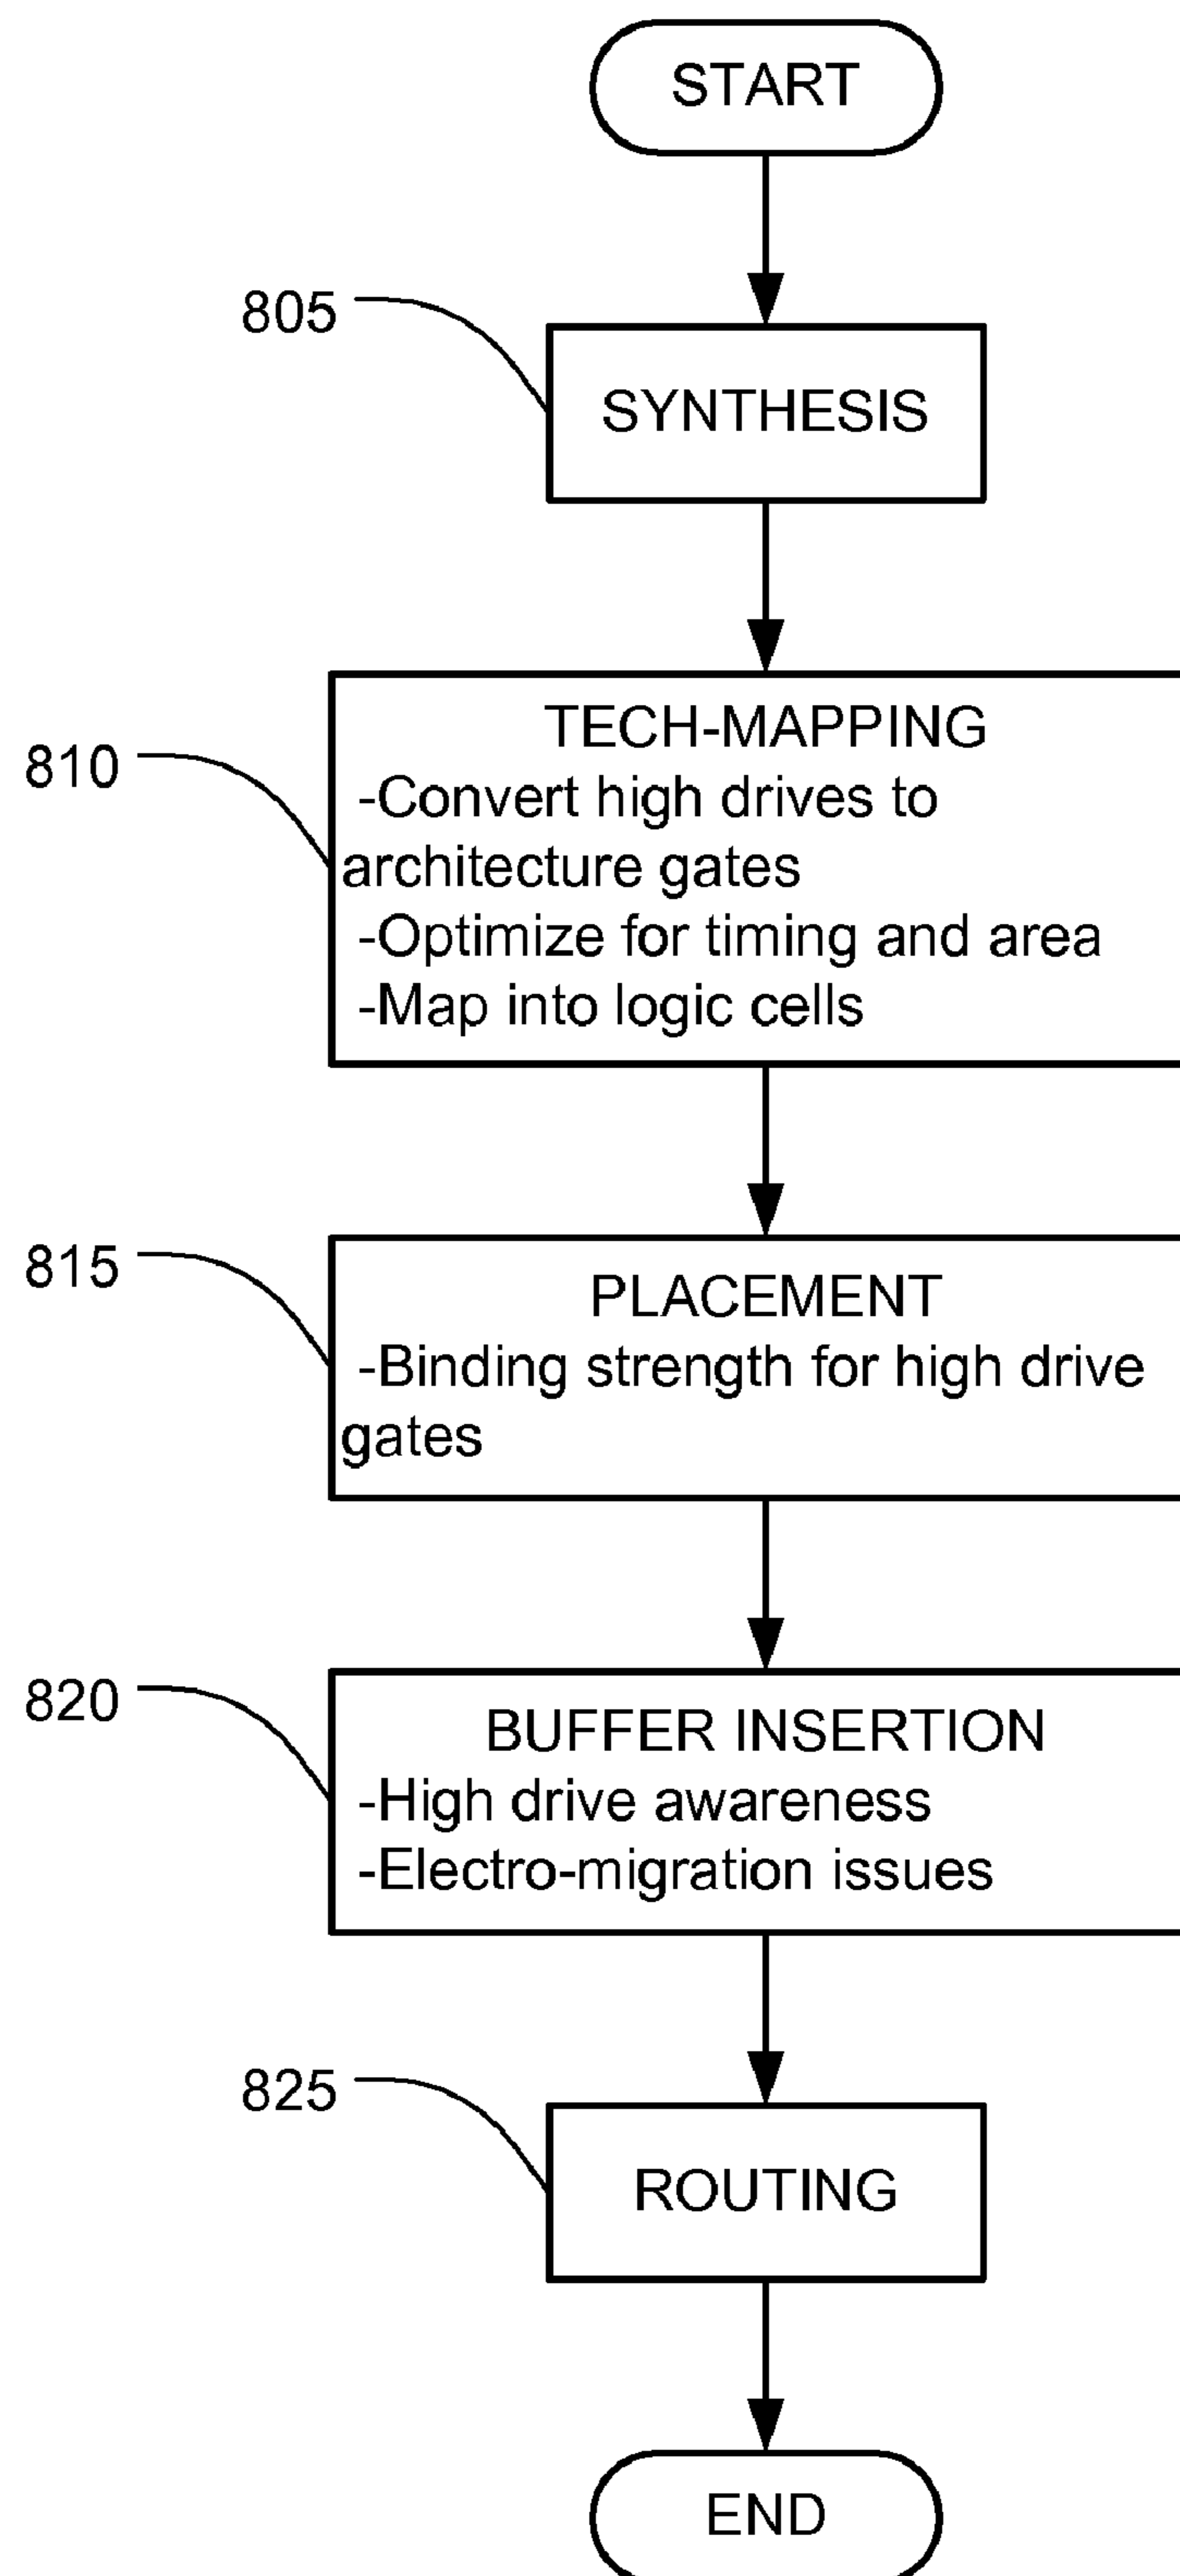 START
805
SYNTHESIS
810
TECH-MAPPING
-Convert high drives to
architecture gates
-Optimize for timing and area
-Map into logic cells
815
PLACEMENT
-Binding strength for high drive
gates
820
BUFFER INSERTION
-High drive awareness
-Electro-migration issues
825
ROUTING
END